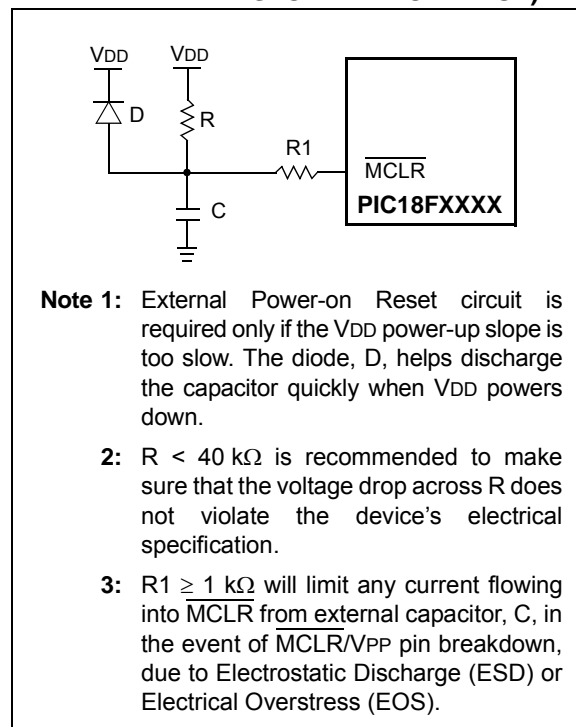 VDD VDD
D
R
R1
MCLR
PIC18FXXXX
C
Note 1: External Power-on Reset circuit is
required only if the VDD power-up slope is
too slow. The diode, D, helps discharge
the capacitor quickly when VDD powers
down.
2: R < 40 kΩ is recommended to make
sure that the voltage drop across R does
not violate the device's electrical
specification.
3: R1 ≥ 1 kΩ will limit any current flowing
into MCLR from external capacitor, C, in
the event of MCLR/VPP pin breakdown,
due to Electrostatic Discharge (ESD) or
Electrical Overstress (EOS).